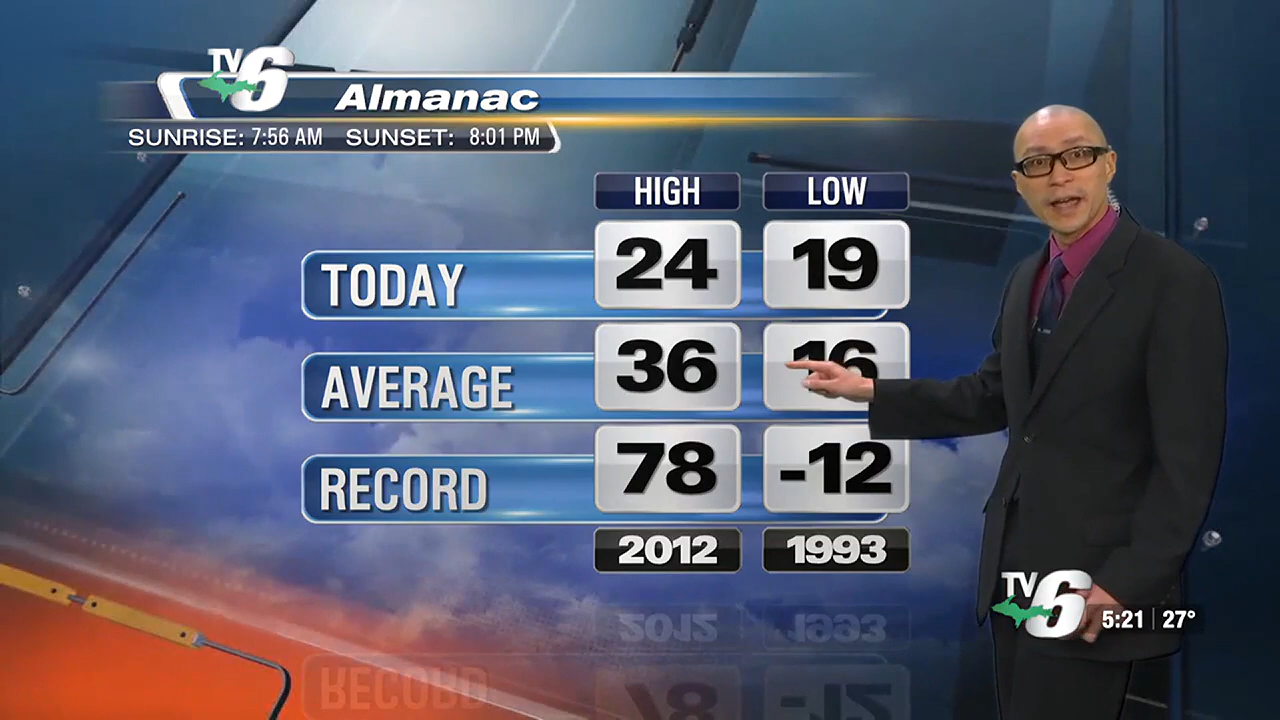 TV6 Almanac
SUNRISE: 7:56 AM SUNSET: 8:01 PM
HIGH LOW
TODAY 24 19
AVERAGE 36 16
RECORD 78 -12
2012 1993
TV6 5:21 27°